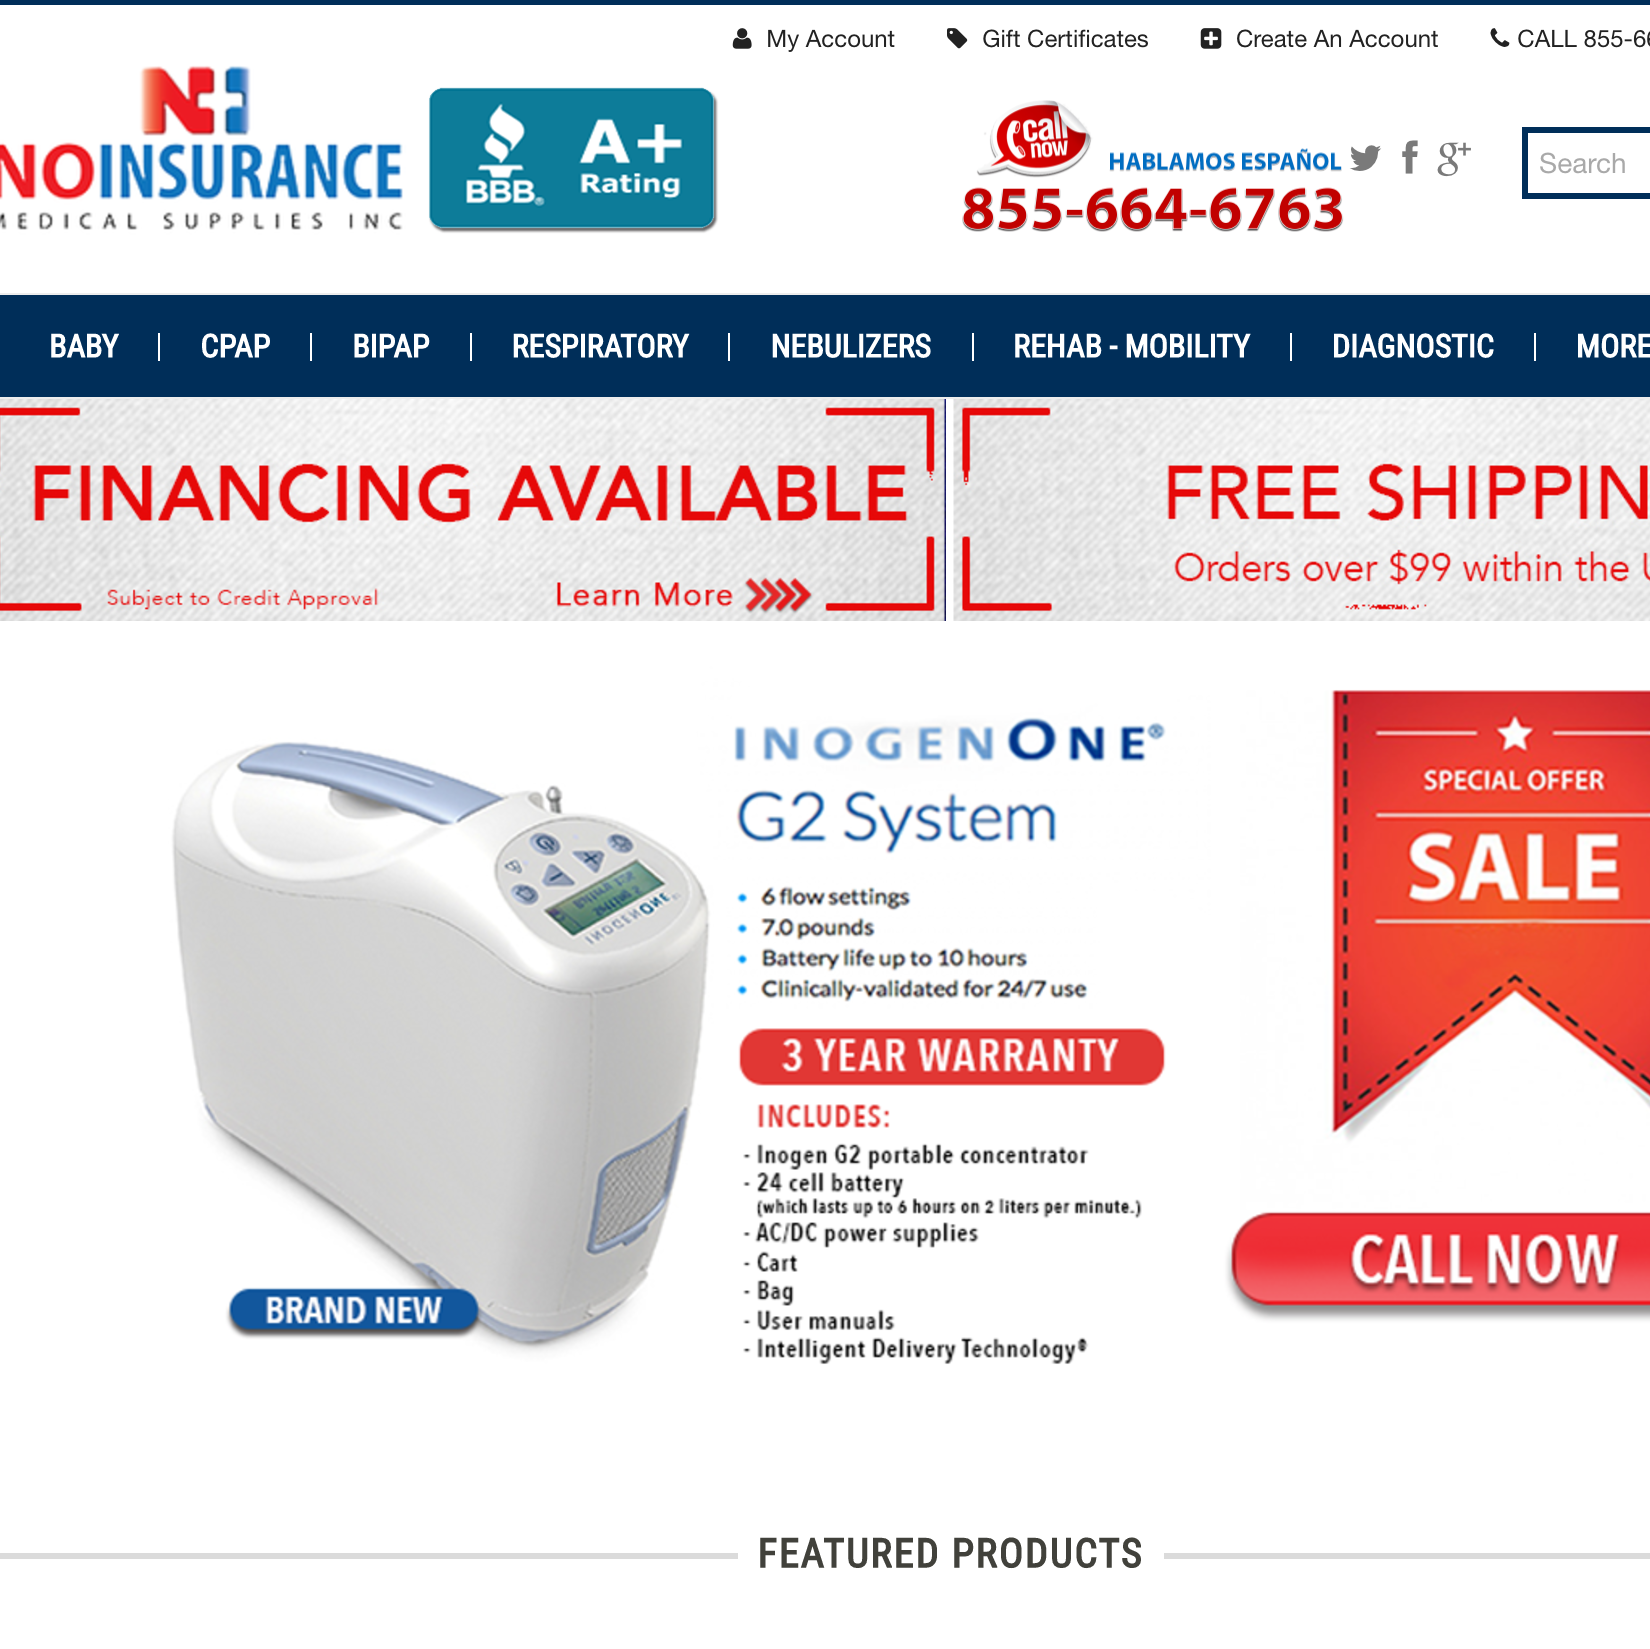 My Account
Gift Certificates
Create An Account
CALL 855-66
NOINSURANCE
MEDICAL SUPPLIES INC
BBB
A+
Rating
call
now
HABLAMOS ESPAÑOL
855-664-6763
Search
BABY
CPAP
BIPAP
RESPIRATORY
NEBULIZERS
REHAB - MOBILITY
DIAGNOSTIC
MORE
FINANCING AVAILABLE
Subject to Credit Approval
Learn More
FREE SHIPPIN
Orders over $99 within the
INOGENONE®
G2 System
• 6 flow settings
• 7.0 pounds
• Battery life up to 10 hours
• Clinically-validated for 24/7 use
3 YEAR WARRANTY
INCLUDES:
- Inogen G2 portable concentrator
- 24 cell battery
(which lasts up to 6 hours on 2 liters per minute.)
- AC/DC power supplies
- Cart
- Bag
- User manuals
- Intelligent Delivery Technology®
INOGENONE
BRAND NEW
SPECIAL OFFER
SALE
CALL NOW
FEATURED PRODUCTS